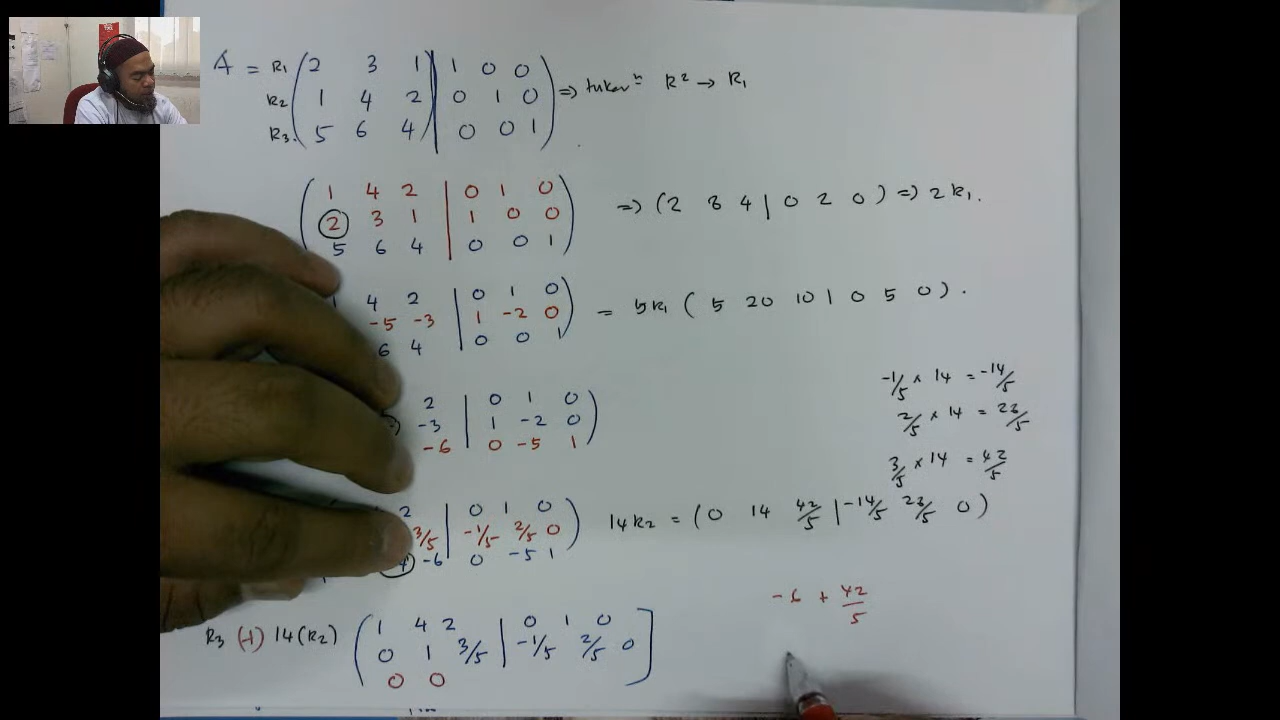 A = R1 ( 2 3 1 | 1 0 0 ) ⇒ tukar" R2 → R1
R2 1 4 2 | 0 1 0
R3. 5 6 4 | 0 0 1
( 1 4 2 | 0 1 0 ) ⇒ (2 8 4 | 0 2 0) ⇒ 2R1.
2 3 1 | 1 0 0
5 6 4 | 0 0 1
4 2 | 0 1 0 ) = 5R1 ( 5 20 10 | 0 5 0 ).
-5 -3 | 1 -2 0
6 4 | 0 0 1
-1/5 × 14 = -14/5
2/5 × 14 = 23/5
3/5 × 14 = 42/5
2 | 0 1 0 )
-3 | 1 -2 0
-6 | 0 -5 1
2 | 0 1 0 ) 14R2 = ( 0 14 42/5 | -14/5 23/5 0 )
3/5 | -1/5 2/5 0
-6 0 -5 1
-6 + 42/5
R3 (-1) 14(R2) [ 1 4 2 | 0 1 0 ]
0 1 3/5 | -1/5 2/5 0
0 0